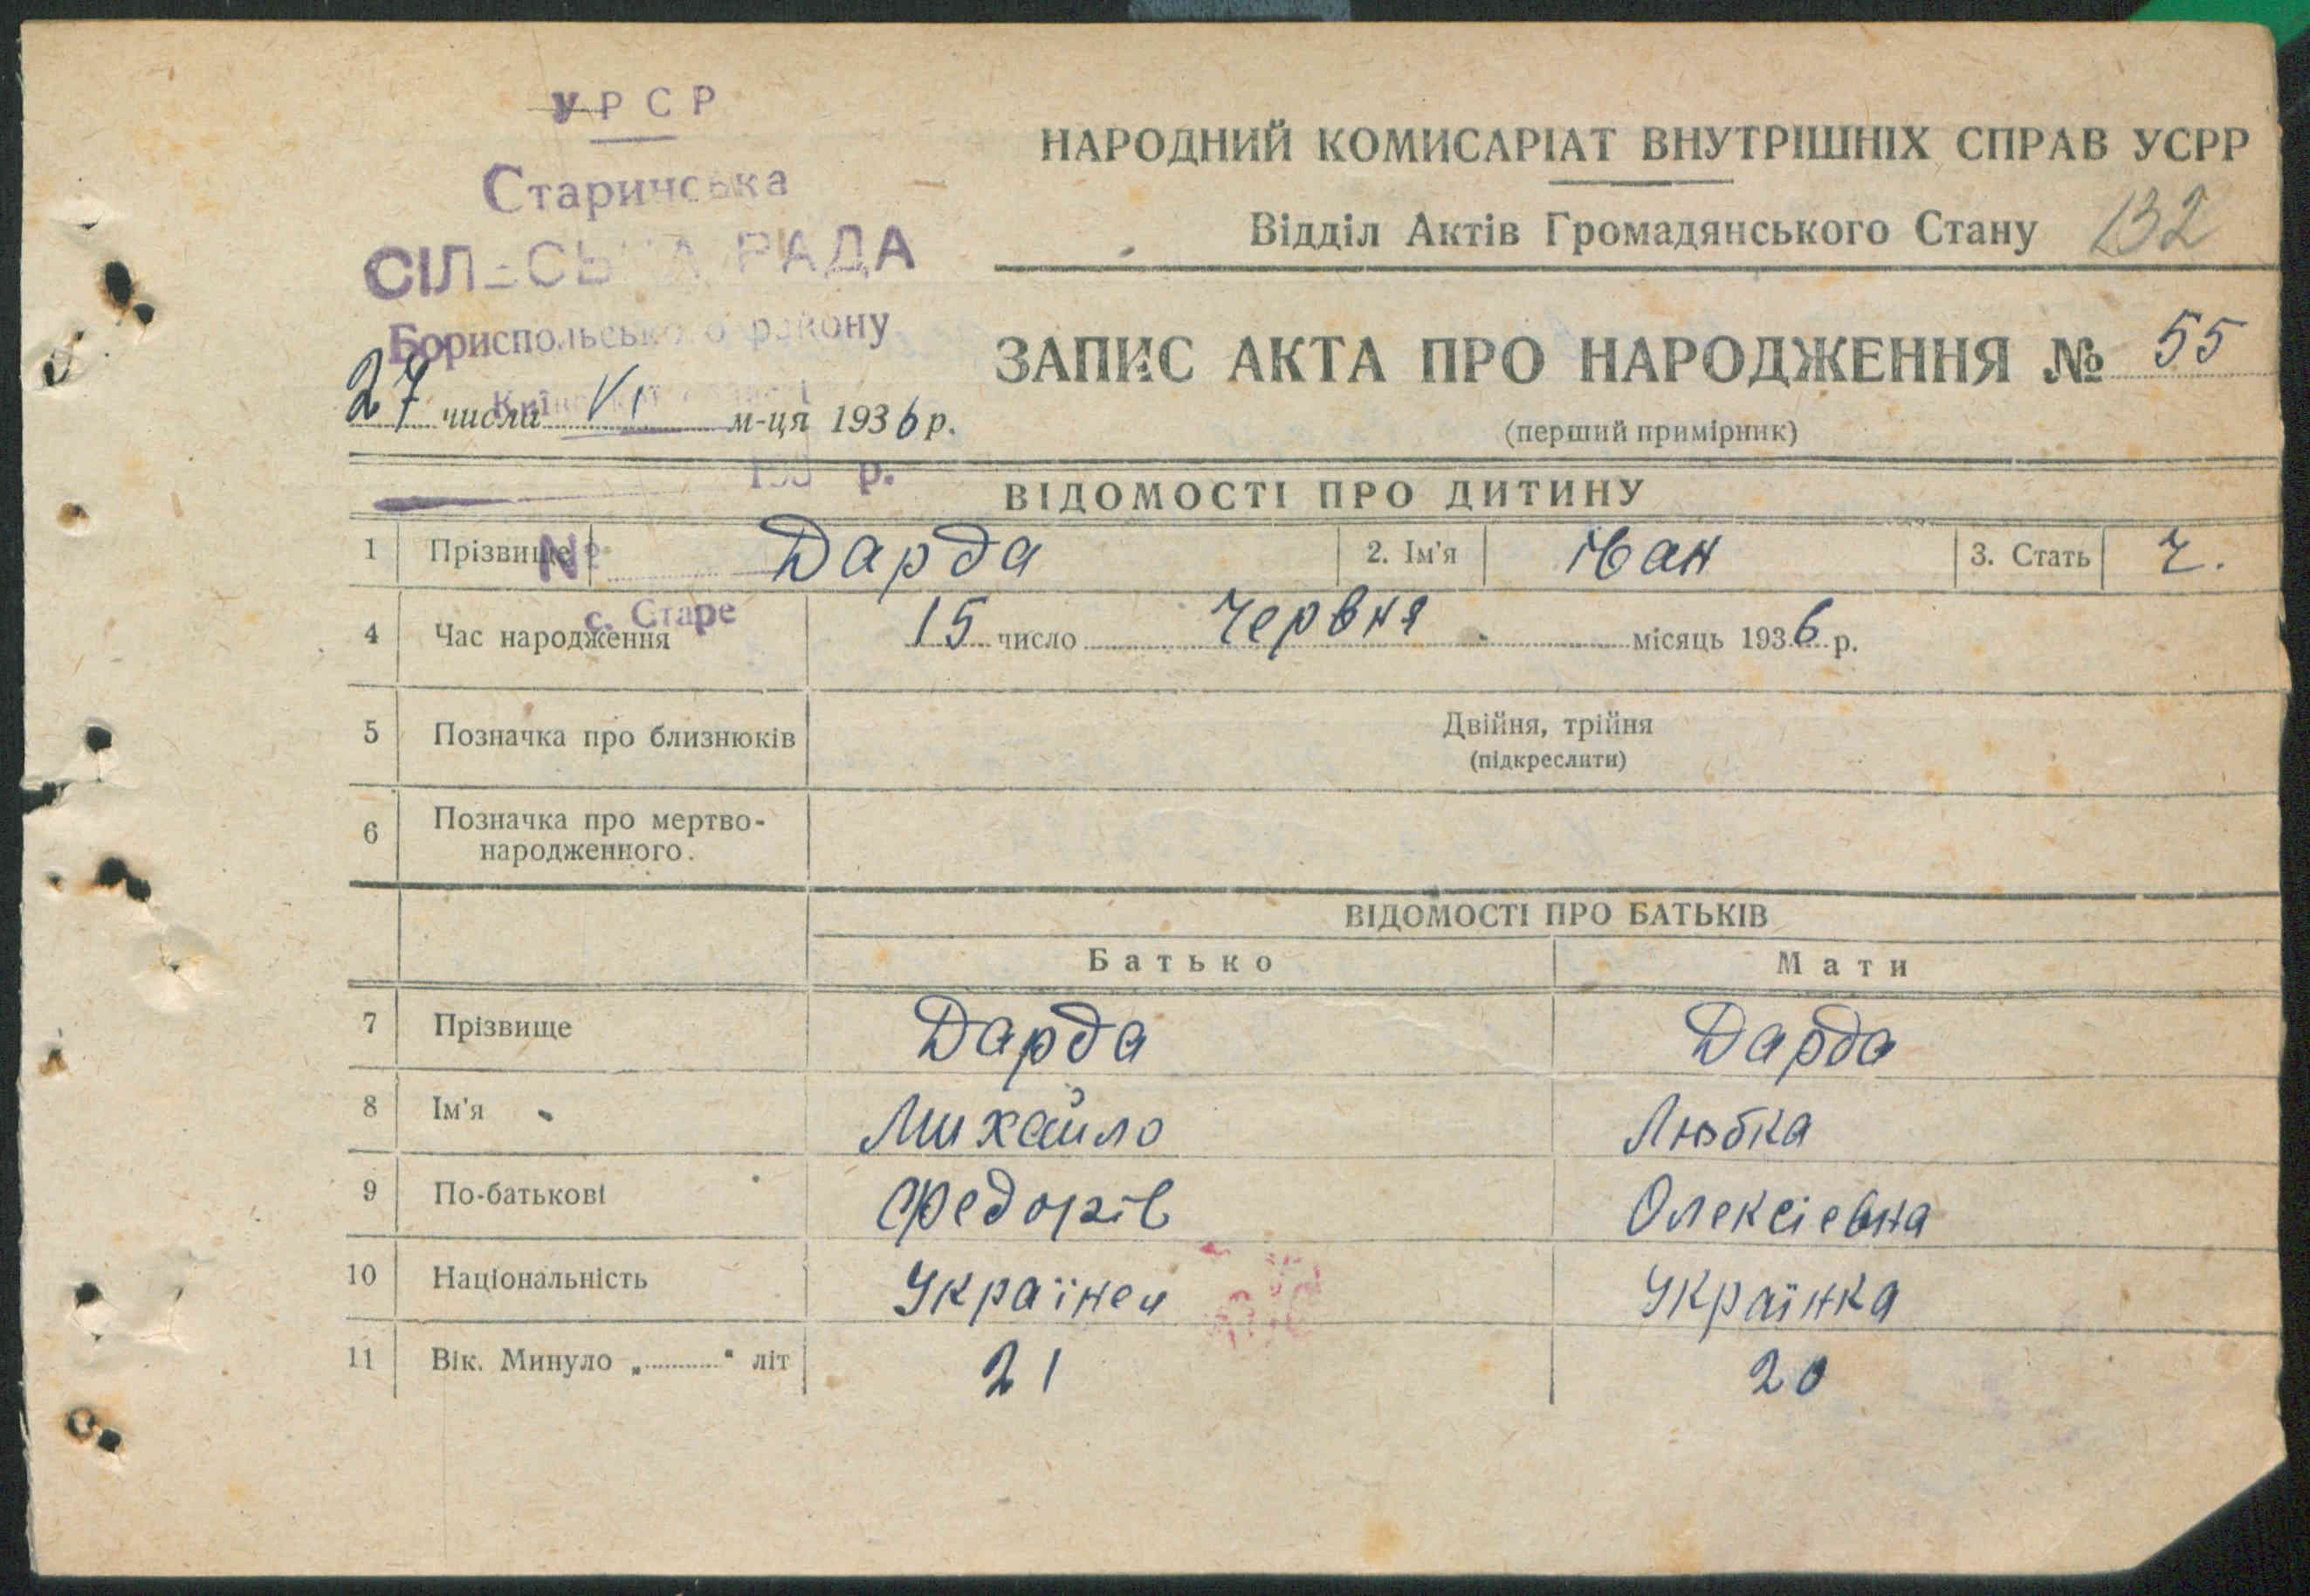 УРСР
Старинська
СІЛЬСЬКА РАДА
Бориспольського району
27 числа VI м-ця 1936 р.
193 р.
№
с. Старе
НАРОДНИЙ КОМИСАРІАТ ВНУТРІШНІХ СПРАВ УСРР
Відділ Актів Громадянського Стану 132
ЗАПИС АКТА ПРО НАРОДЖЕННЯ № 55
(перший примірник)
ВІДОМОСТІ ПРО ДИТИНУ
1 Прізвище Дарда 2. Ім'я Іван 3. Стать ч.
4 Час народження 15 число червня місяць 1936 р.
5 Позначка про близнюків Двійня, трійня
(підкреслити)
6 Позначка про мертво-
народженного.
ВІДОМОСТІ ПРО БАТЬКІВ
Батько Мати
7 Прізвище Дарда Дарда
8 Ім'я Михайло Любка
9 По-батькові Федорів Олексіевна
10 Національність Українец Українка
11 Вік. Минуло „ “ літ 21 20